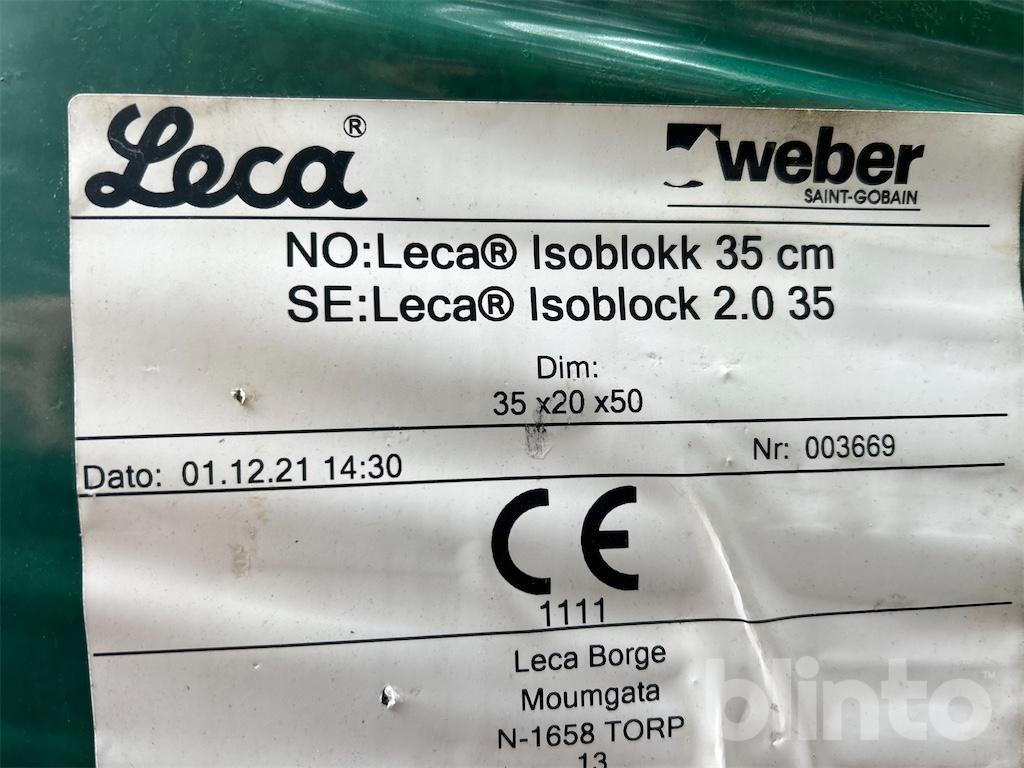 Leca®
weber
SAINT-GOBAIN
NO:Leca® Isoblokk 35 cm
SE:Leca® Isoblock 2.0 35
Dim:
35 x20 x50
Dato: 01.12.21 14:30
Nr: 003669
CE
1111
Leca Borge
Moumgata
N-1658 TORP
13
blinto™